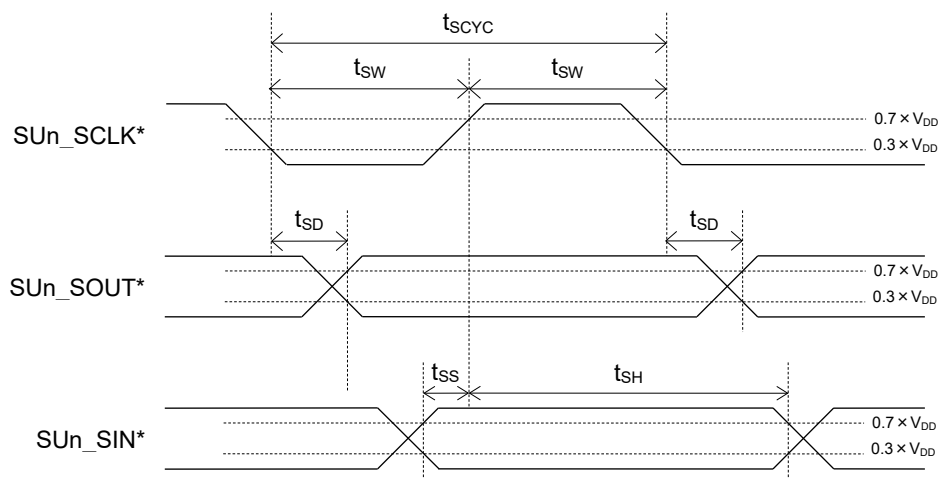 tSCYC
tSW tSW
SUn_SCLK*
0.7 × VDD
0.3 × VDD
tSD tSD
SUn_SOUT*
0.7 × VDD
0.3 × VDD
tSS tSH
SUn_SIN*
0.7 × VDD
0.3 × VDD